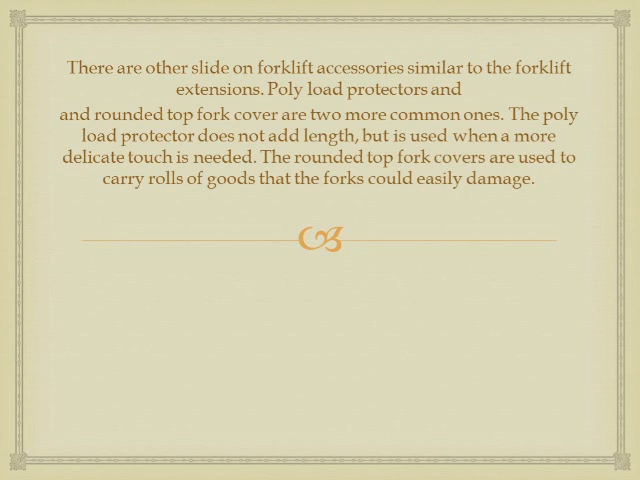 There are other slide on forklift accessories similar to the forklift
extensions. Poly load protectors and
and rounded top fork cover are two more common ones. The poly
load protector does not add length, but is used when a more
delicate touch is needed. The rounded top fork covers are used to
carry rolls of goods that the forks could easily damage.